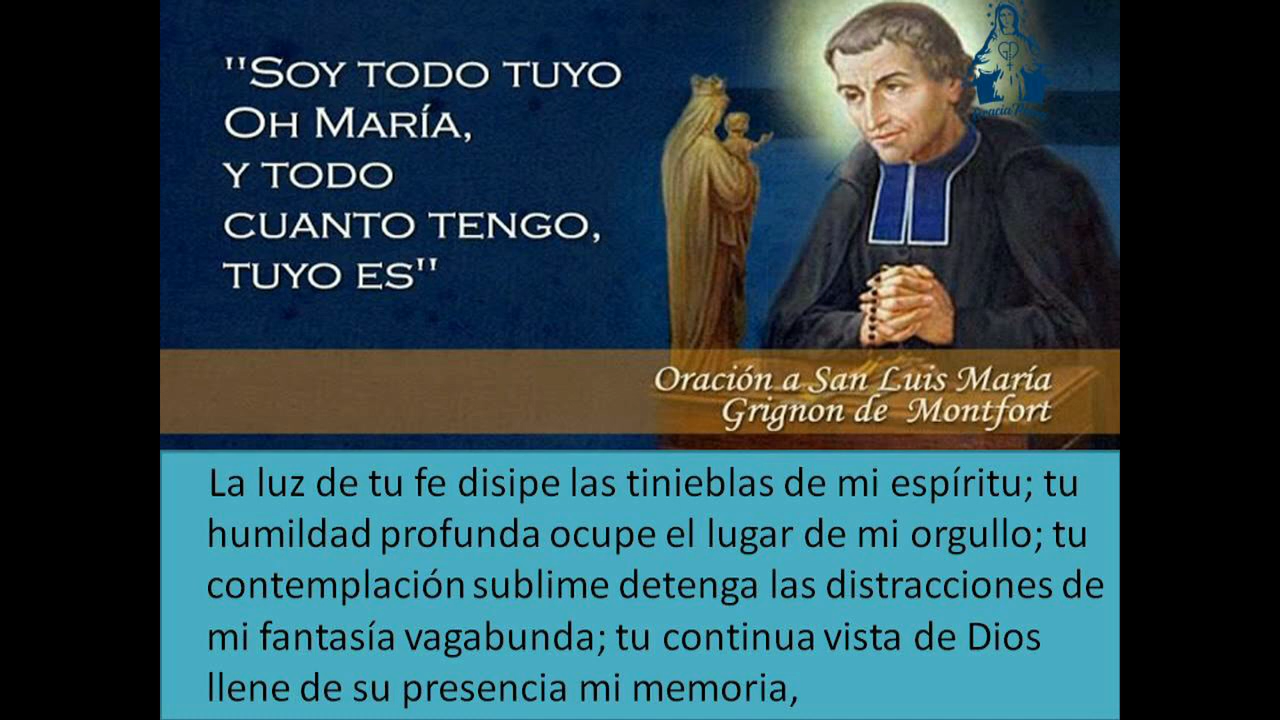 "SOY TODO TUYO
OH MARÍA,
Y TODO
CUANTO TENGO,
TUYO ES"
Oración a San Luis María
Grignon de Montfort
La luz de tu fe disipe las tinieblas de mi espíritu; tu
humildad profunda ocupe el lugar de mi orgullo; tu
contemplación sublime detenga las distracciones de
mi fantasía vagabunda; tu continua vista de Dios
llene de su presencia mi memoria,